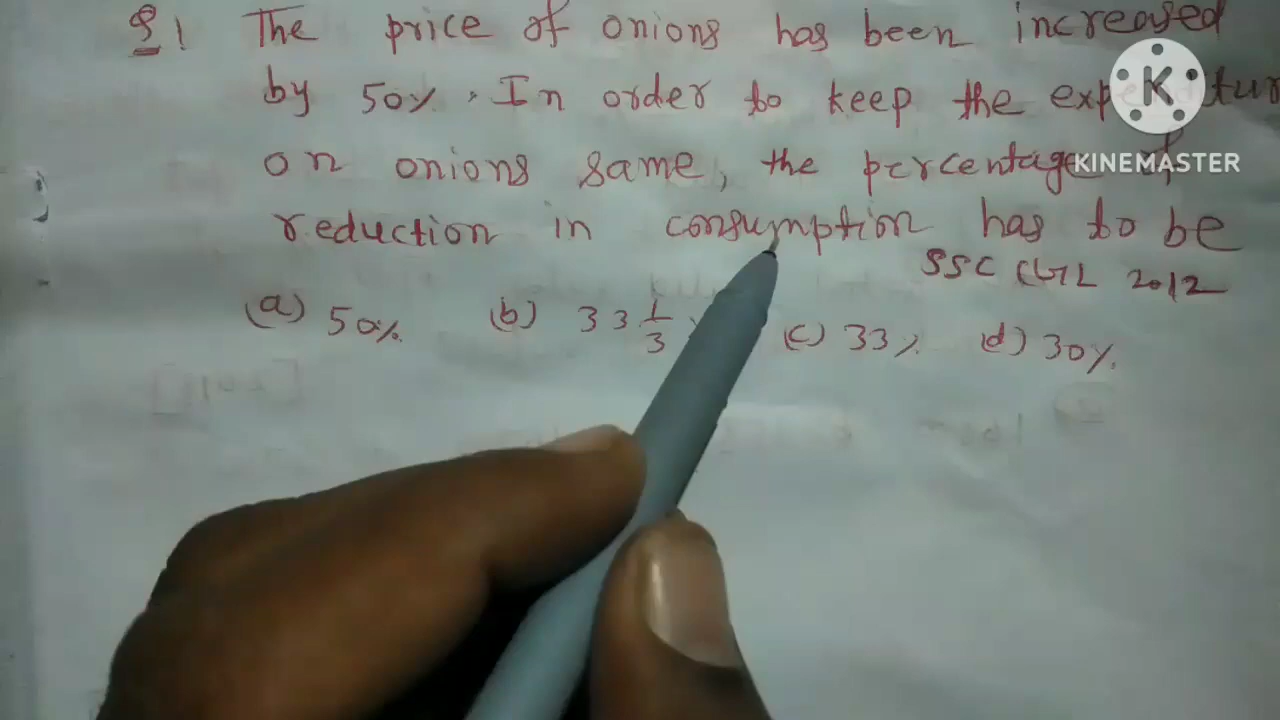 Q1 The price of onions has been increased
by 50%. In order to keep the
on onions same, the percentage of
reduction in consumption has to be
SSC CGL 2012
(a) 50% (b) 33 1/3 (c) 33% (d) 30%
K
KINEMASTER